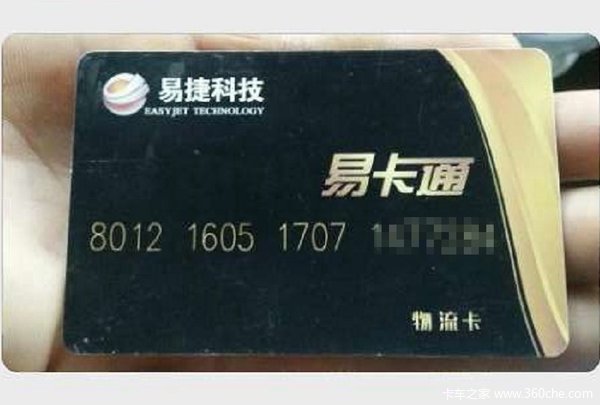 易捷科技
EASYJET TECHNOLOGY
易卡通
8012 1605 1707
物流卡
卡车之家 www.360che.com